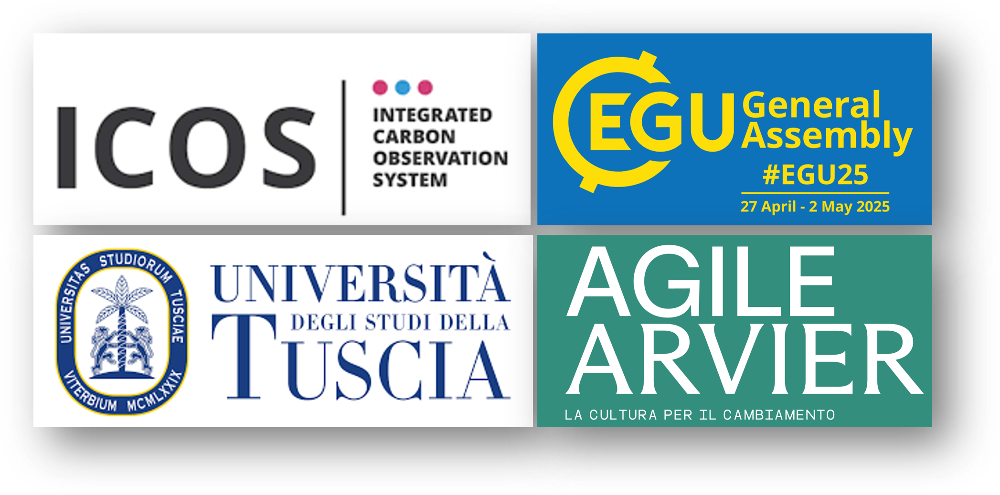 ICOS
INTEGRATED
CARBON
OBSERVATION
SYSTEM
EGU
General
Assembly
#EGU25
27 April - 2 May 2025
UNIVERSITAS STUDIORUM TUSCIAE
VITERBIUM MCMLXXIX
UNIVERSITÀ
DEGLI STUDI DELLA
TUSCIA
AGILE
ARVIER
LA CULTURA PER IL CAMBIAMENTO